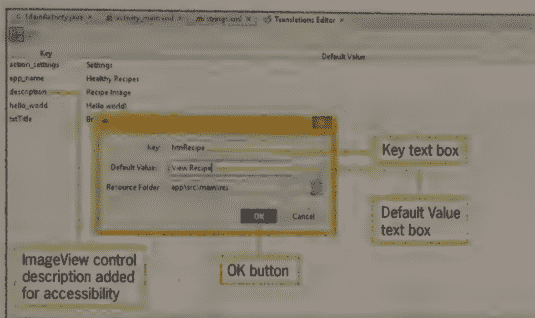 MainActivity.java × activity_main.xml × strings.xml × Translations Editor ×
Key Default Value
action_settings Settings
app_name Healthy Recipes
description Recipe Image
hello_world Hello world!
txtTitle
Key: btnRecipe
Default Value: View Recipe
Resource Folder: app\src\main\res
OK Cancel
Key text box
Default Value
text box
ImageView control
description added
for accessibility
OK button